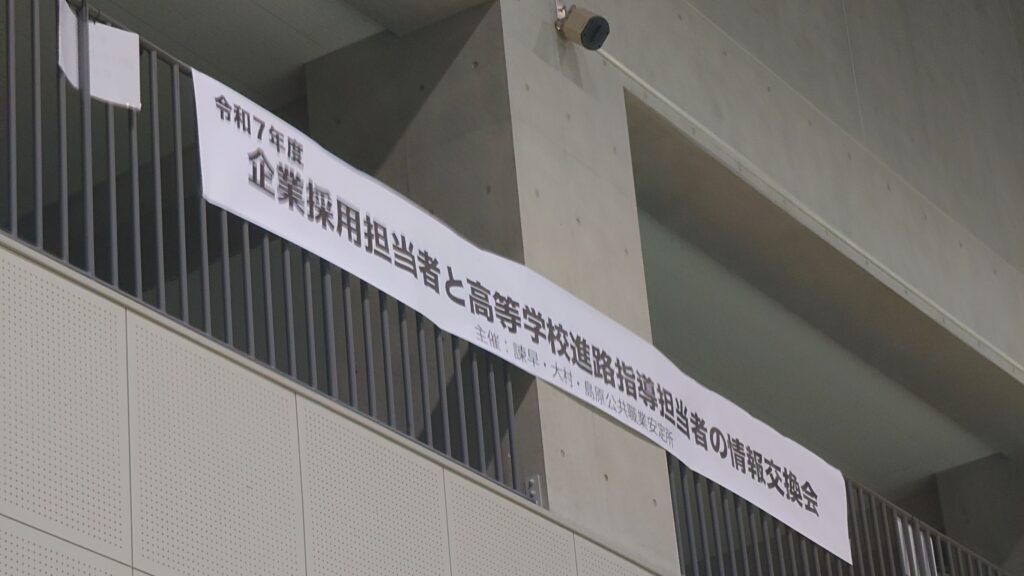 令和7年度
企業採用担当者と高等学校進路指導担当者の情報交換会
主催：諫早・大村・島原公共職業安定所